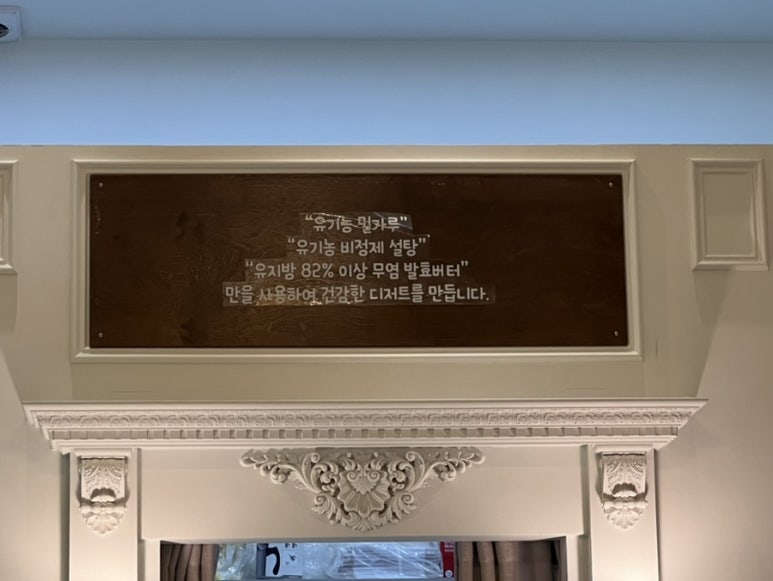 “유기농 밀가루”
“유기농 비정제 설탕”
“유지방 82% 이상 무염 발효버터”
만을 사용하여 건강한 디저트를 만듭니다.